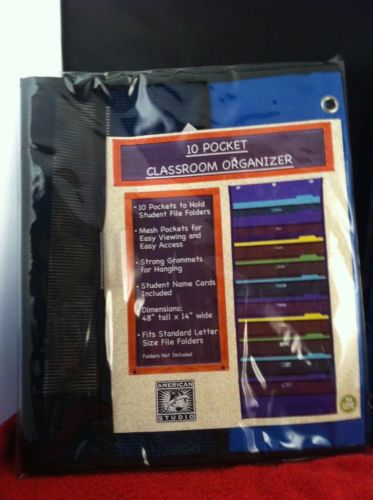 10 POCKET
CLASSROOM ORGANIZER
• 10 Pockets to Hold
Student File Folders
• Mesh Pockets for
Easy Viewing and
Easy Access
• Strong Grommets
for Hanging
• Student Name Cards
Included
• Dimensions:
48" tall x 14" wide
• Fits Standard Letter
Size File Folders
Folders Not Included
AMERICAN
STUDIO